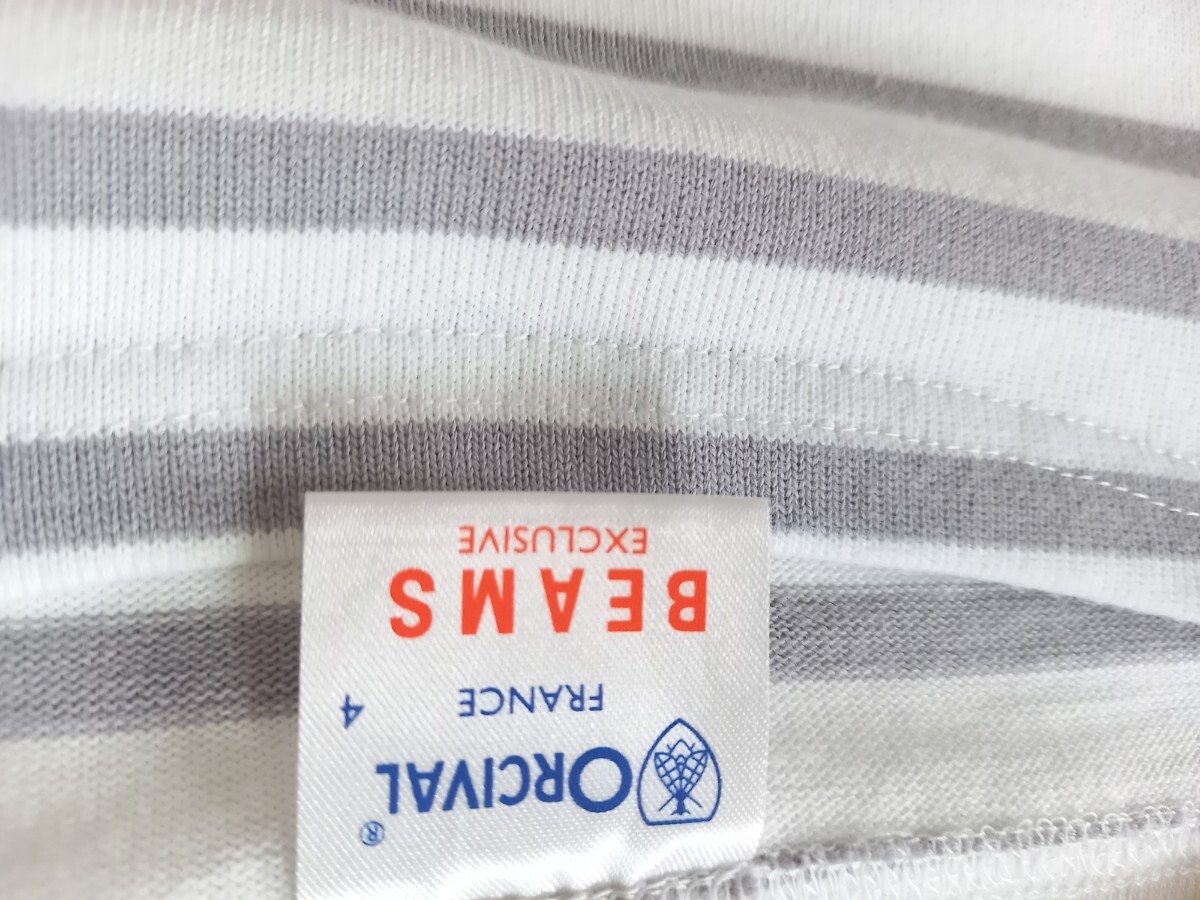 ORCIVAL®
FRANCE 4
BEAMS
EXCLUSIVE